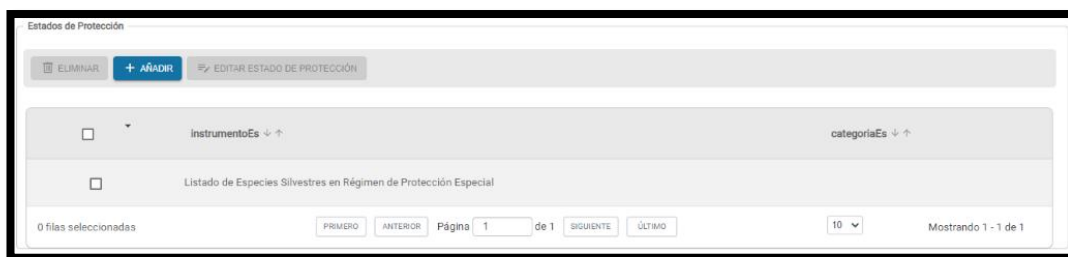 Estados de Protección
ELIMINAR + AÑADIR EDITAR ESTADO DE PROTECCIÓN
instrumentoEs ↓ ↑ categoriaEs ↓ ↑
Listado de Especies Silvestres en Régimen de Protección Especial
0 filas seleccionadas PRIMERO ANTERIOR Página 1 de 1 SIGUIENTE ÚLTIMO 10 Mostrando 1 - 1 de 1